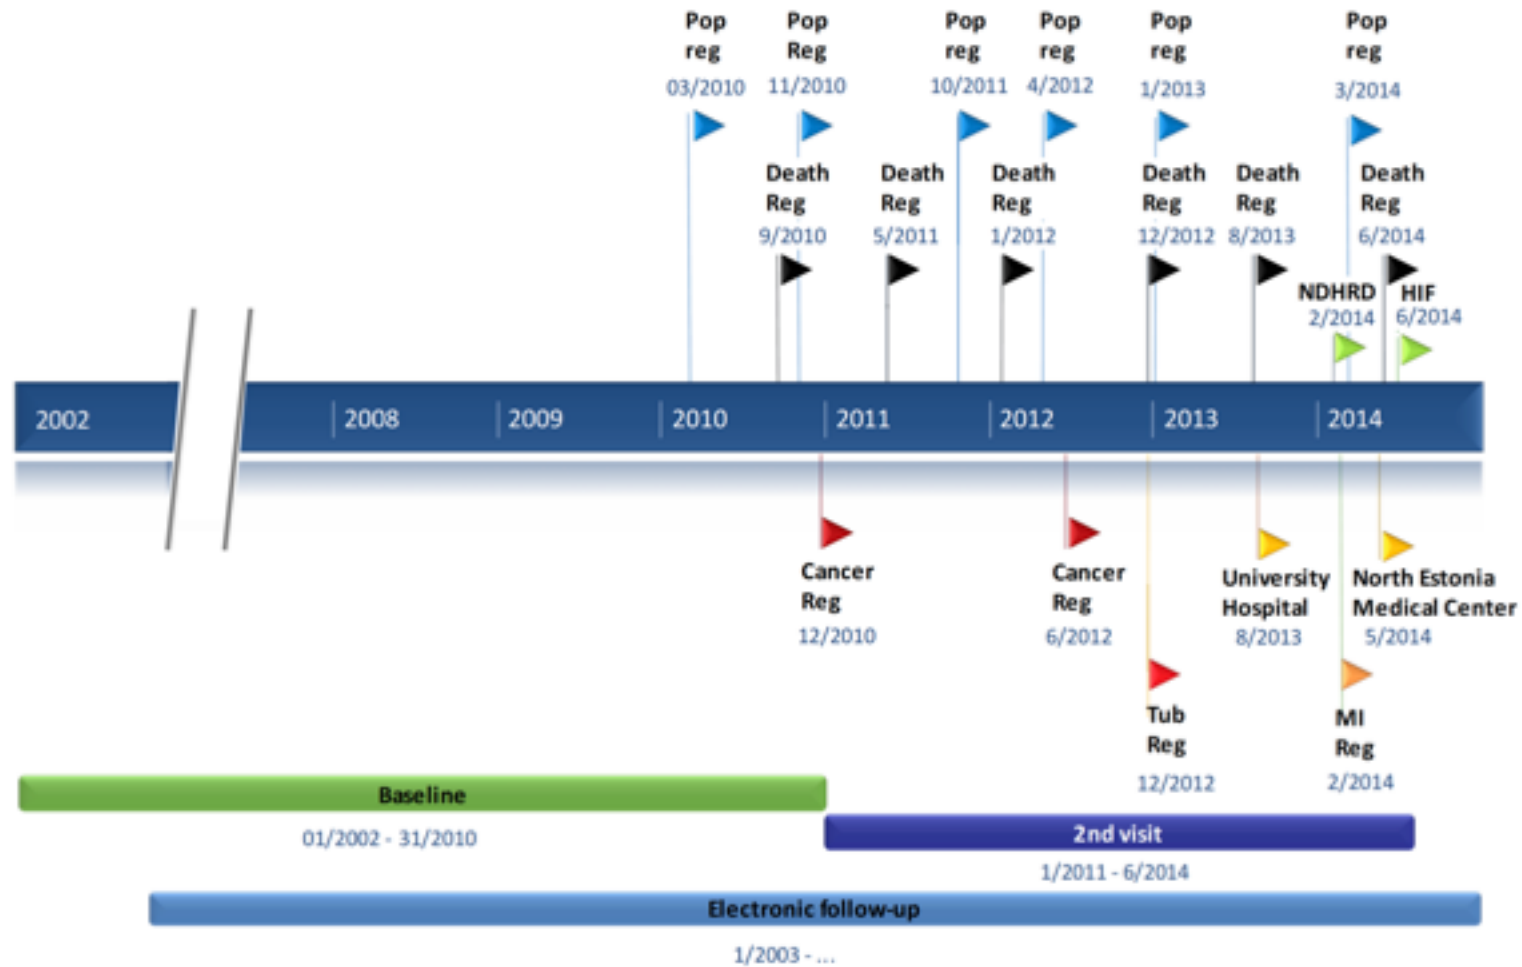 Pop
reg
03/2010
Pop
Reg
11/2010
Pop
reg
10/2011
Pop
reg
4/2012
Pop
reg
1/2013
Pop
reg
3/2014
Death
Reg
9/2010
Death
Reg
5/2011
Death
Reg
1/2012
Death
Reg
12/2012
Death
Reg
8/2013
Death
Reg
6/2014
NDHRD
2/2014
HIF
6/2014
2002
2008
2009
2010
2011
2012
2013
2014
Cancer
Reg
12/2010
Cancer
Reg
6/2012
University
Hospital
8/2013
North Estonia
Medical Center
5/2014
Tub
Reg
12/2012
MI
Reg
2/2014
Baseline
01/2002 - 31/2010
2nd visit
1/2011 - 6/2014
Electronic follow-up
1/2003 - ...